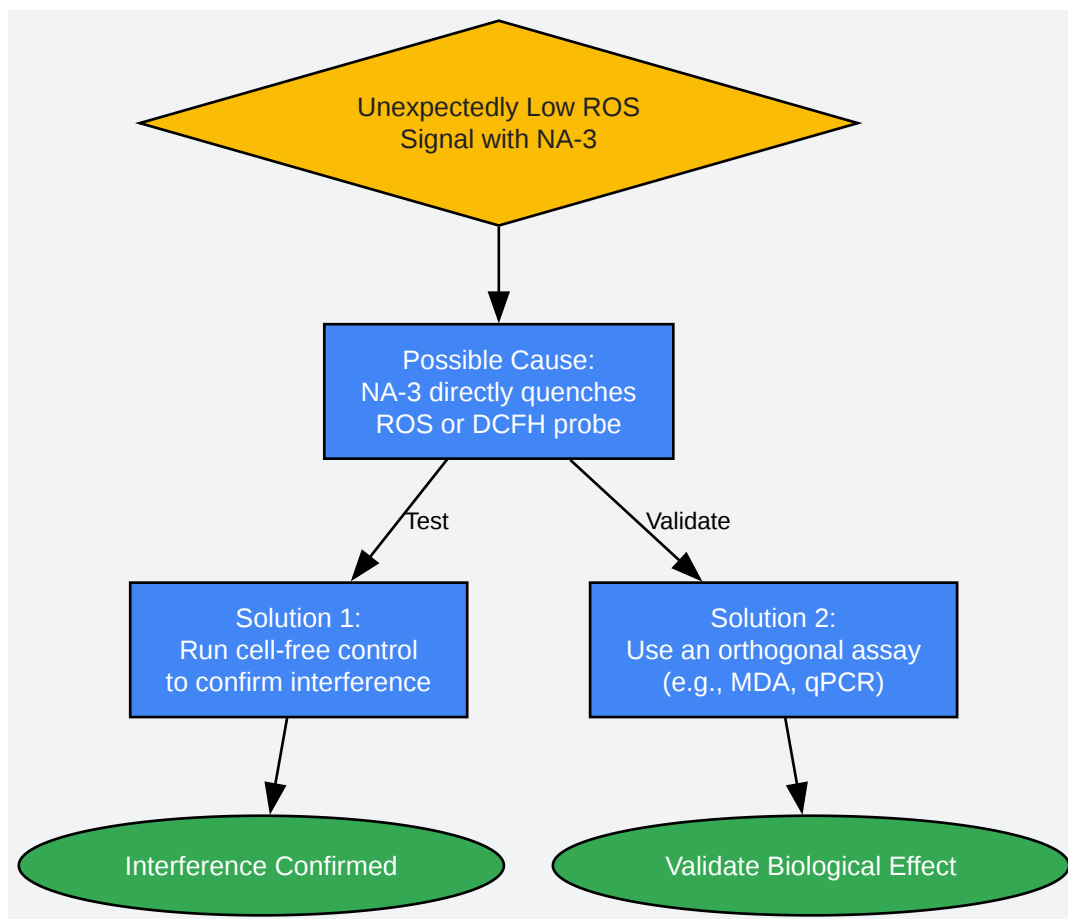 Unexpectedly Low ROS
Signal with NA-3
Possible Cause:
NA-3 directly quenches
ROS or DCFH probe
Test
Validate
Solution 1:
Run cell-free control
to confirm interference
Solution 2:
Use an orthogonal assay
(e.g., MDA, qPCR)
Interference Confirmed
Validate Biological Effect